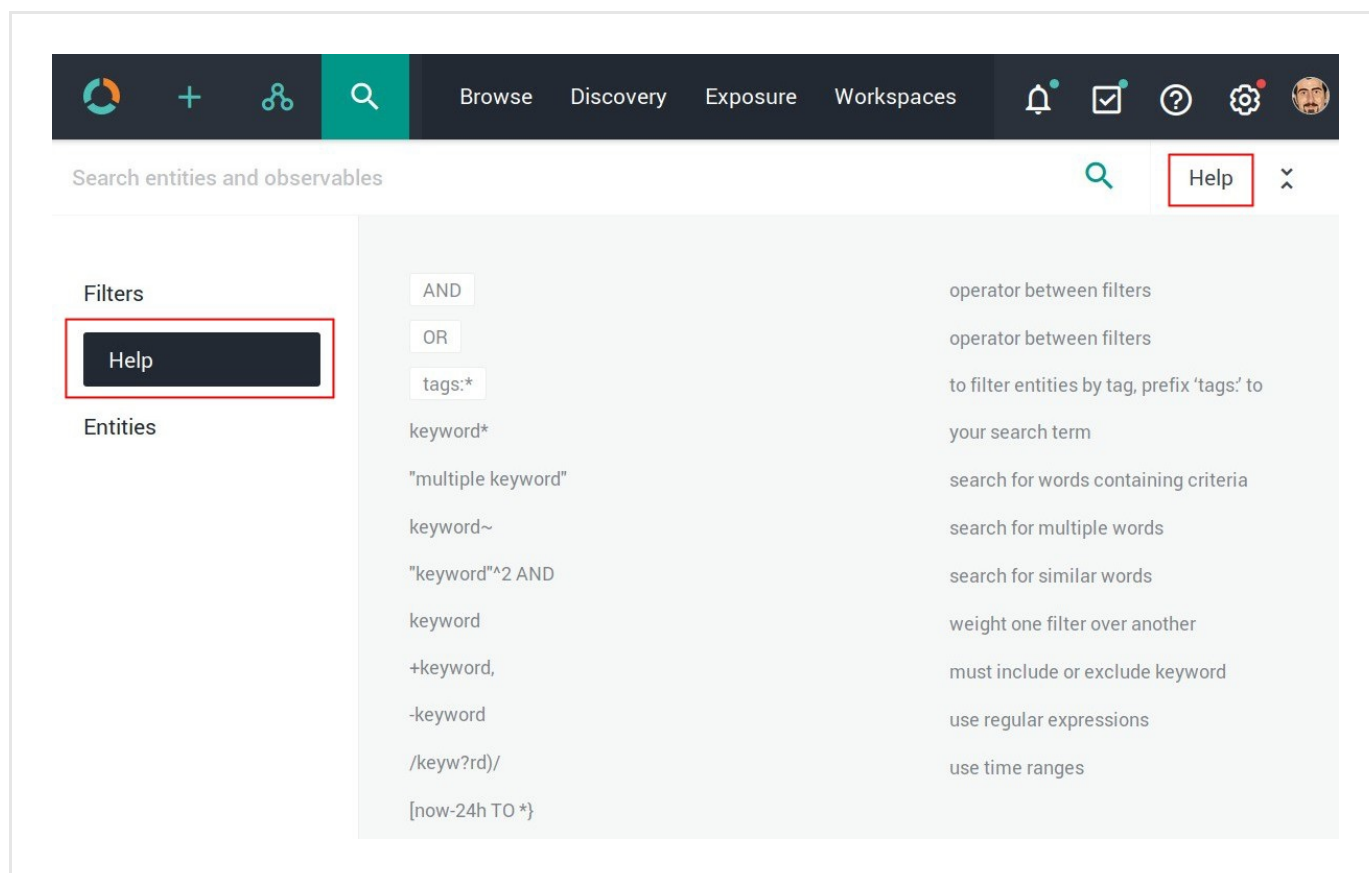 Browse Discovery Exposure Workspaces
Search entities and observables
Help
Filters
Help
Entities
AND operator between filters
OR operator between filters
tags:* to filter entities by tag, prefix ‘tags:’ to
keyword* your search term
"multiple keyword" search for words containing criteria
keyword~ search for multiple words
"keyword"^2 AND search for similar words
keyword weight one filter over another
+keyword, must include or exclude keyword
-keyword use regular expressions
/keyw?rd)/ use time ranges
[now-24h TO *}